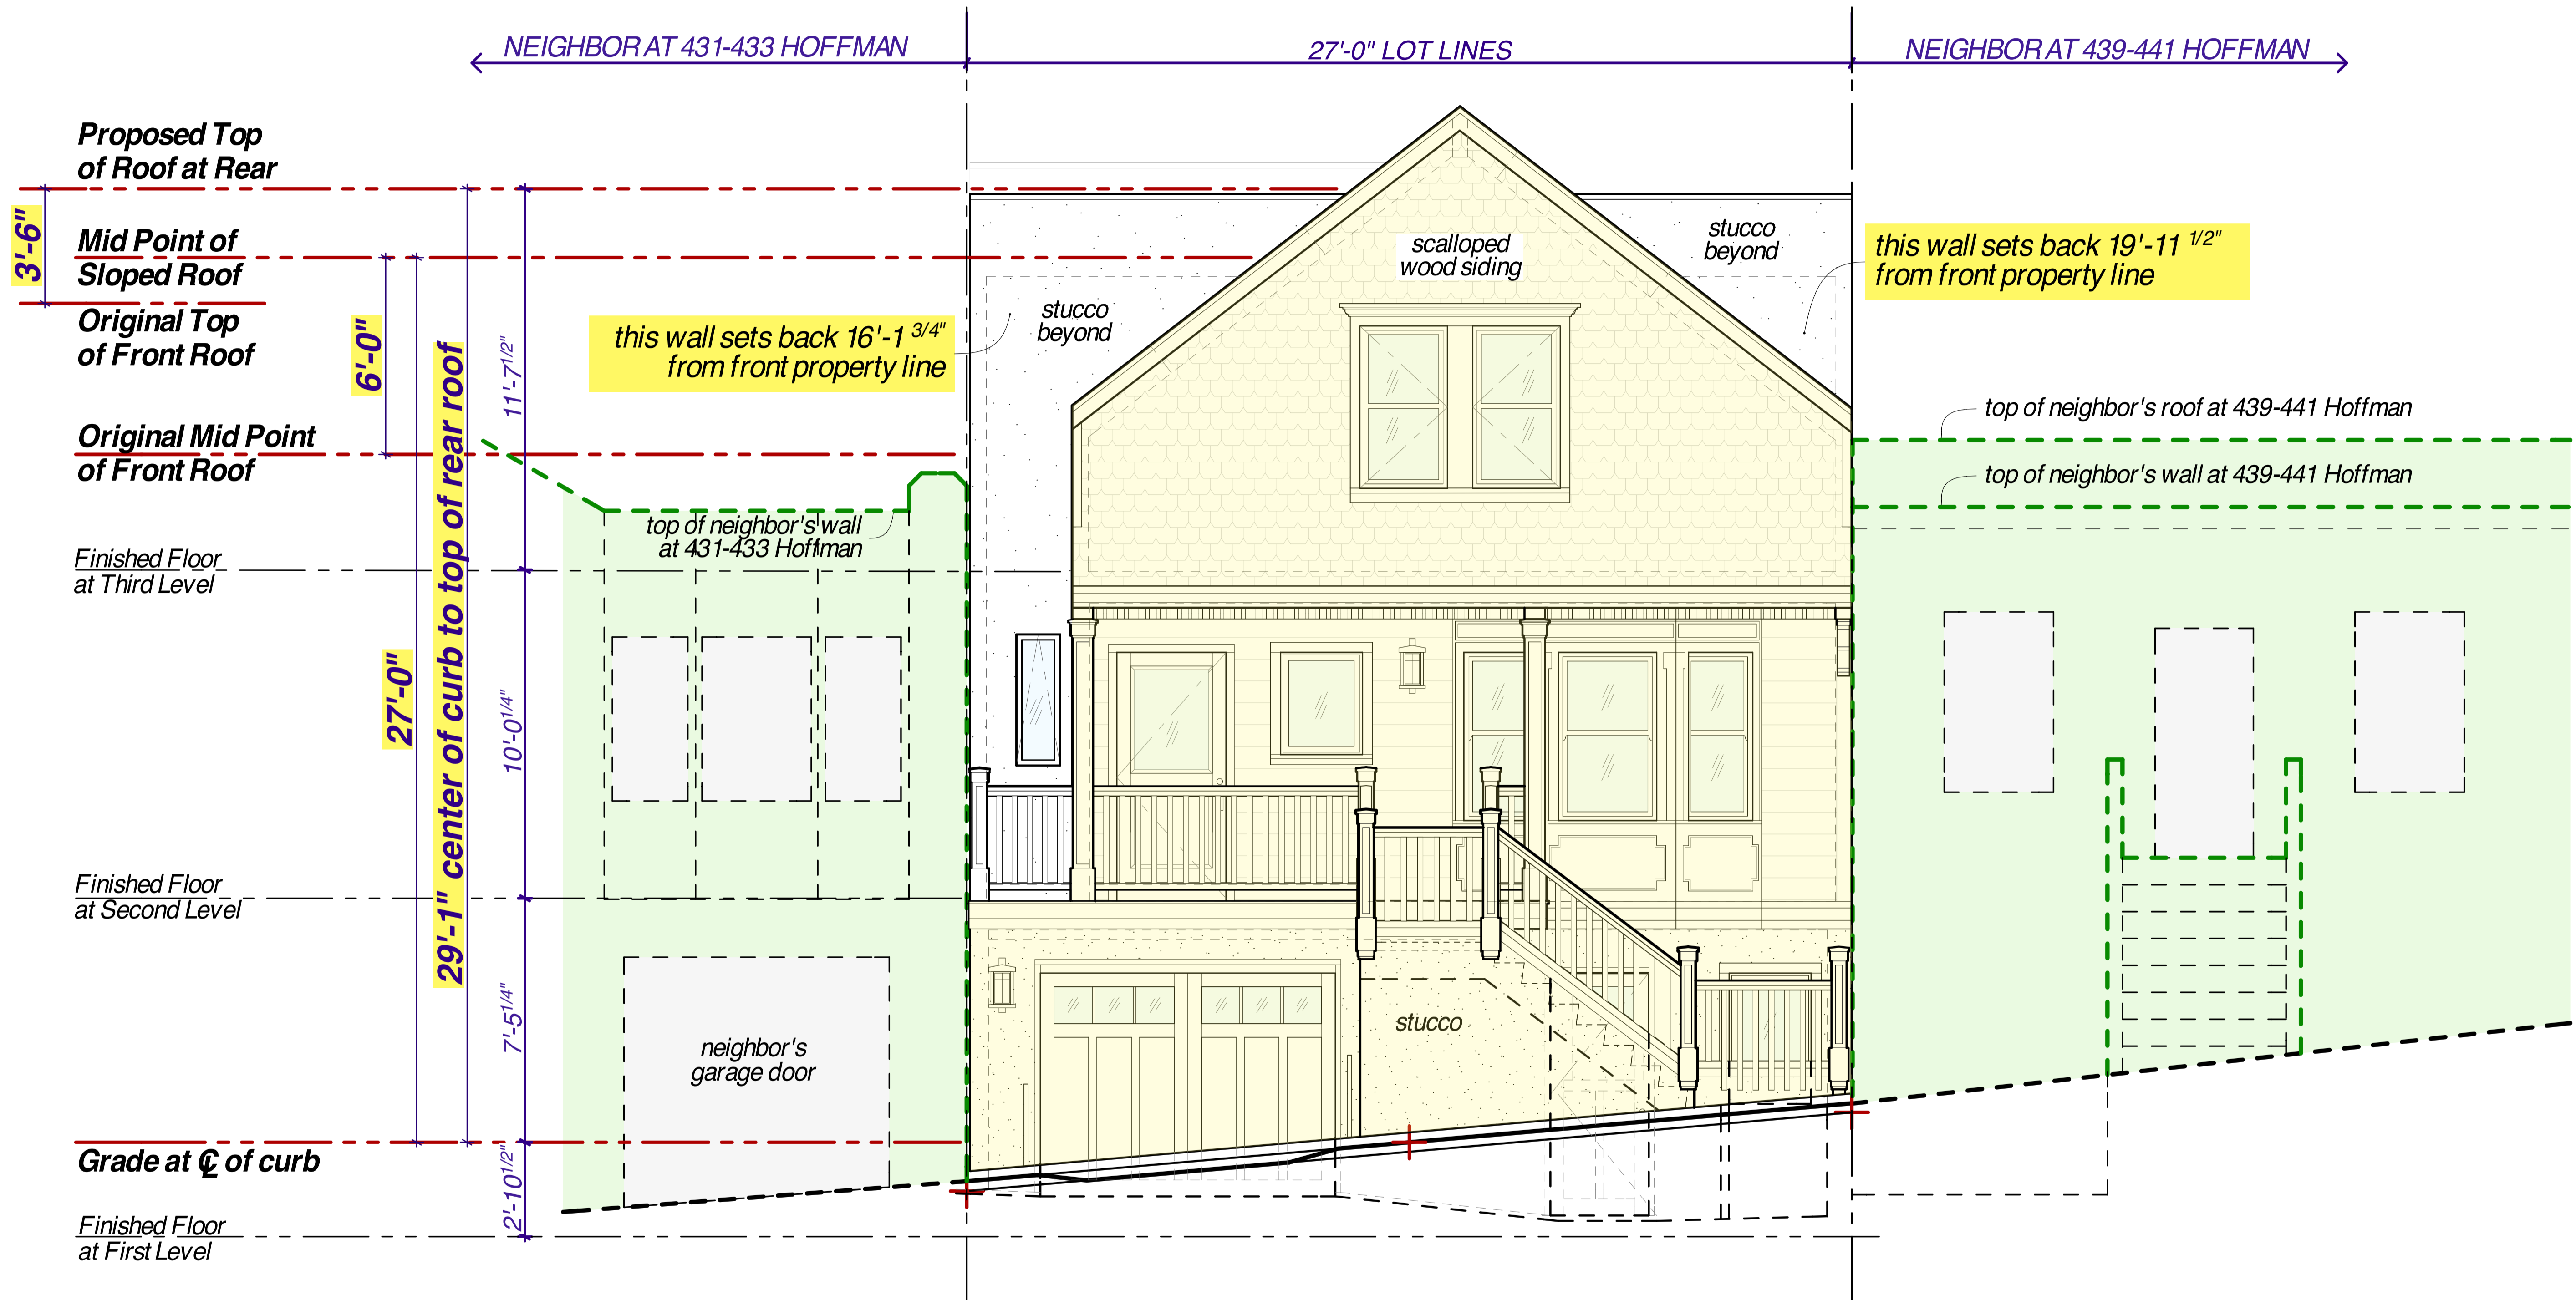 NEIGHBOR AT 431-433 HOFFMAN
27'-0" LOT LINES
NEIGHBOR AT 439-441 HOFFMAN
Proposed Top
of Roof at Rear
3'-6"
Mid Point of
Sloped Roof
Original Top
of Front Roof
6'-0"
Original Mid Point
of Front Roof
27'-0"
29'-1" center of curb to top of rear roof
11'-7 1/2"
10'-0 1/4"
7'-5 1/4"
2'-10 1/2"
this wall sets back 16'-1 3/4"
from front property line
stucco
beyond
scalloped
wood siding
stucco
beyond
this wall sets back 19'-11 1/2"
from front property line
top of neighbor's roof at 439-441 Hoffman
top of neighbor's wall at 439-441 Hoffman
top of neighbor's wall
at 431-433 Hoffman
Finished Floor
at Third Level
Finished Floor
at Second Level
neighbor's
garage door
stucco
Grade at ℄ of curb
Finished Floor
at First Level